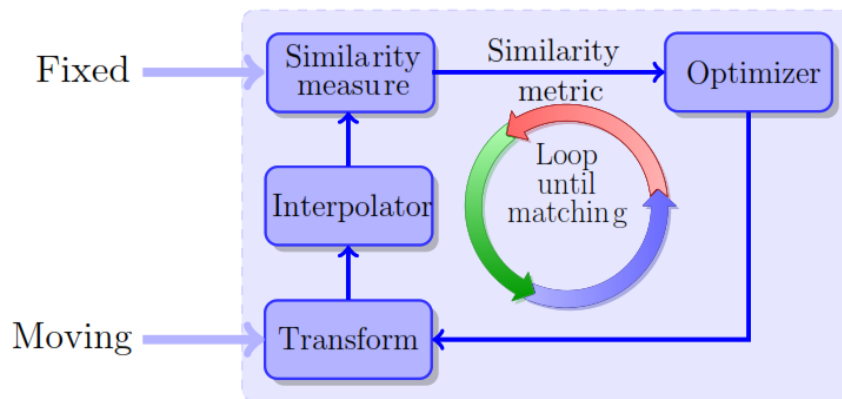 Fixed
Similarity
measure
Similarity
metric
Optimizer
Loop
until
matching
Interpolator
Moving
Transform